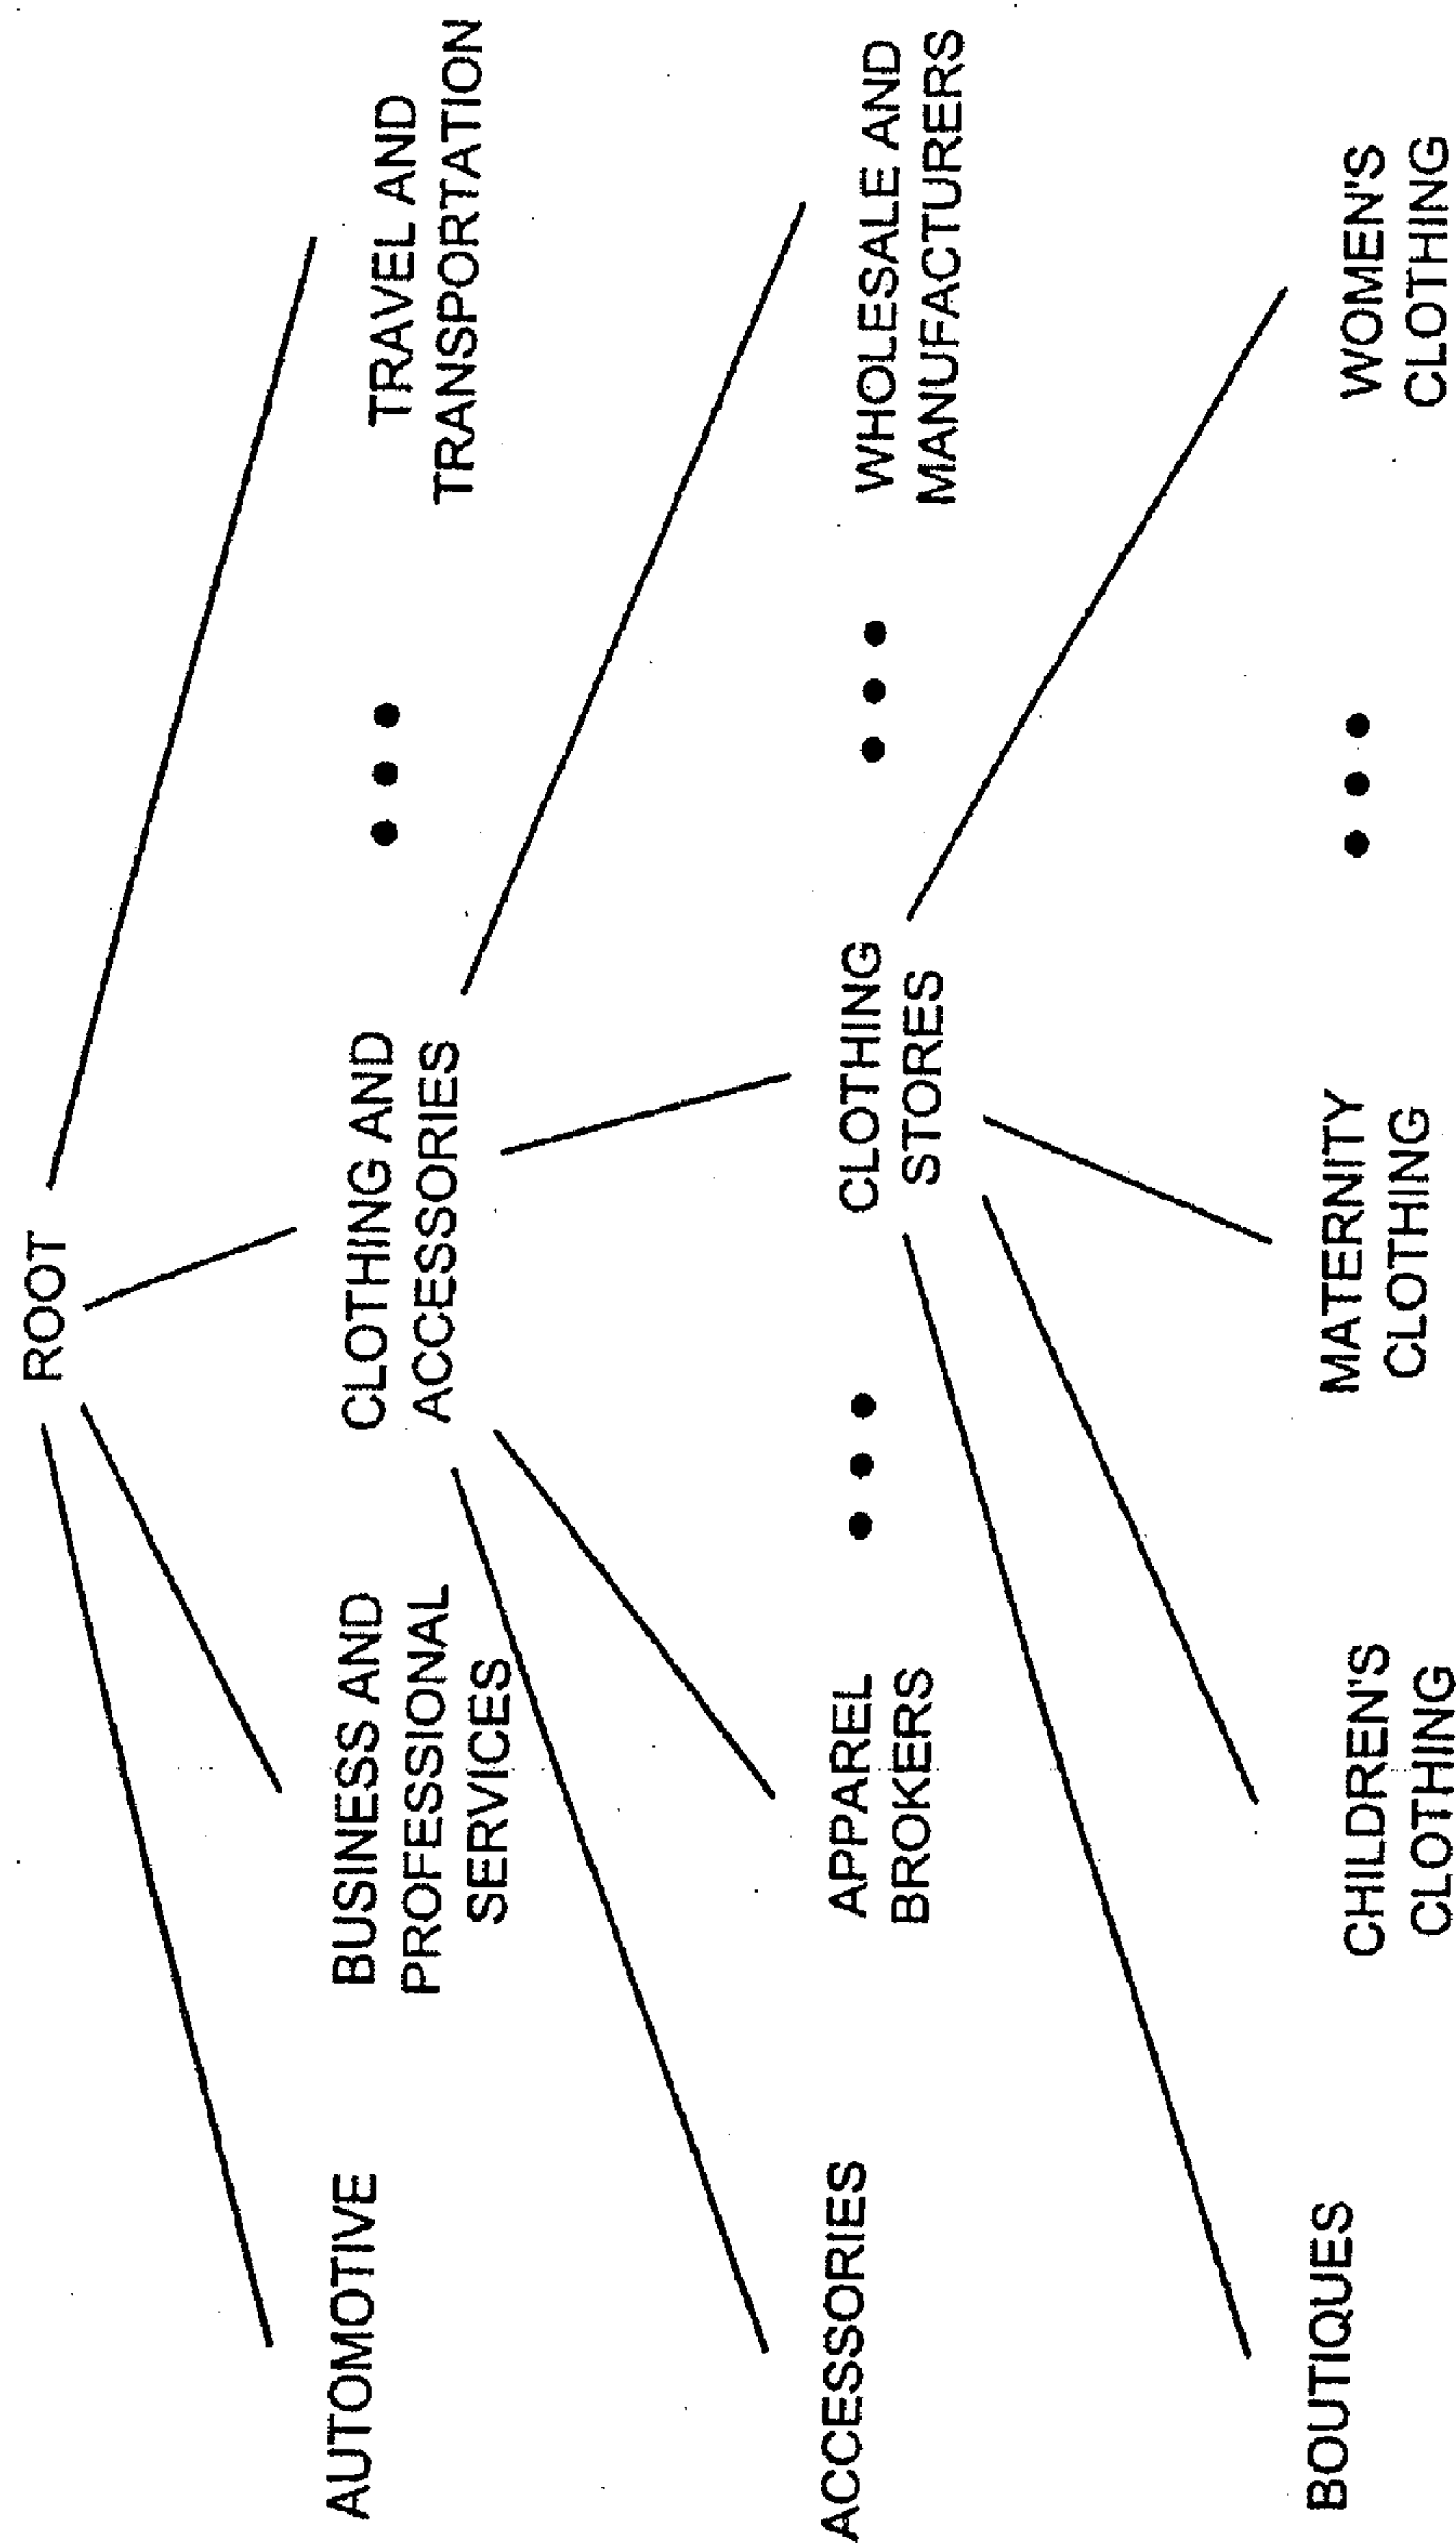 ROOT
AUTOMOTIVE
BUSINESS AND
PROFESSIONAL
SERVICES
CLOTHING AND
ACCESSORIES
TRAVEL AND
TRANSPORTATION
ACCESSORIES
APPAREL
BROKERS
CLOTHING
STORES
WHOLESALE AND
MANUFACTURERS
BOUTIQUES
CHILDREN'S
CLOTHING
MATERNITY
CLOTHING
WOMEN'S
CLOTHING